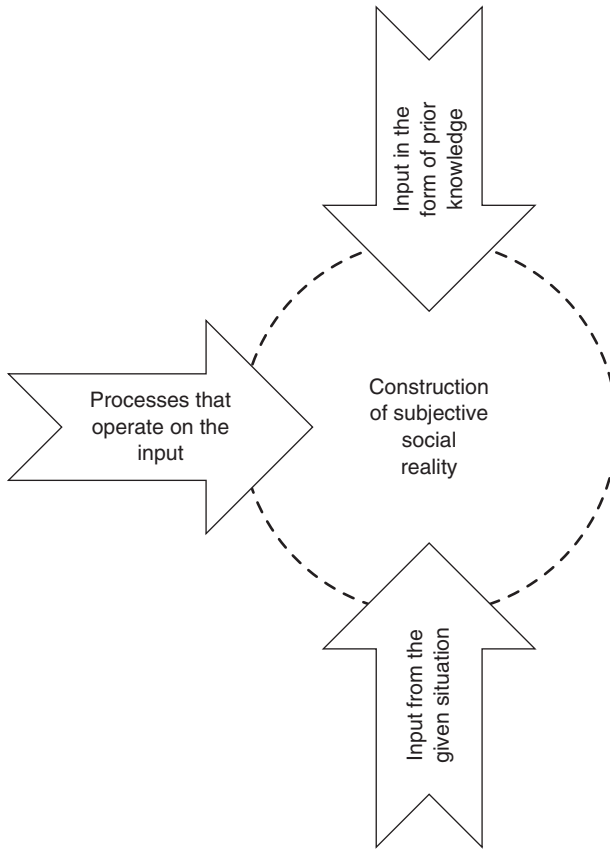 Input in the
form of prior
knowledge
Processes that
operate on the
input
Construction
of subjective
social
reality
Input from the
given situation